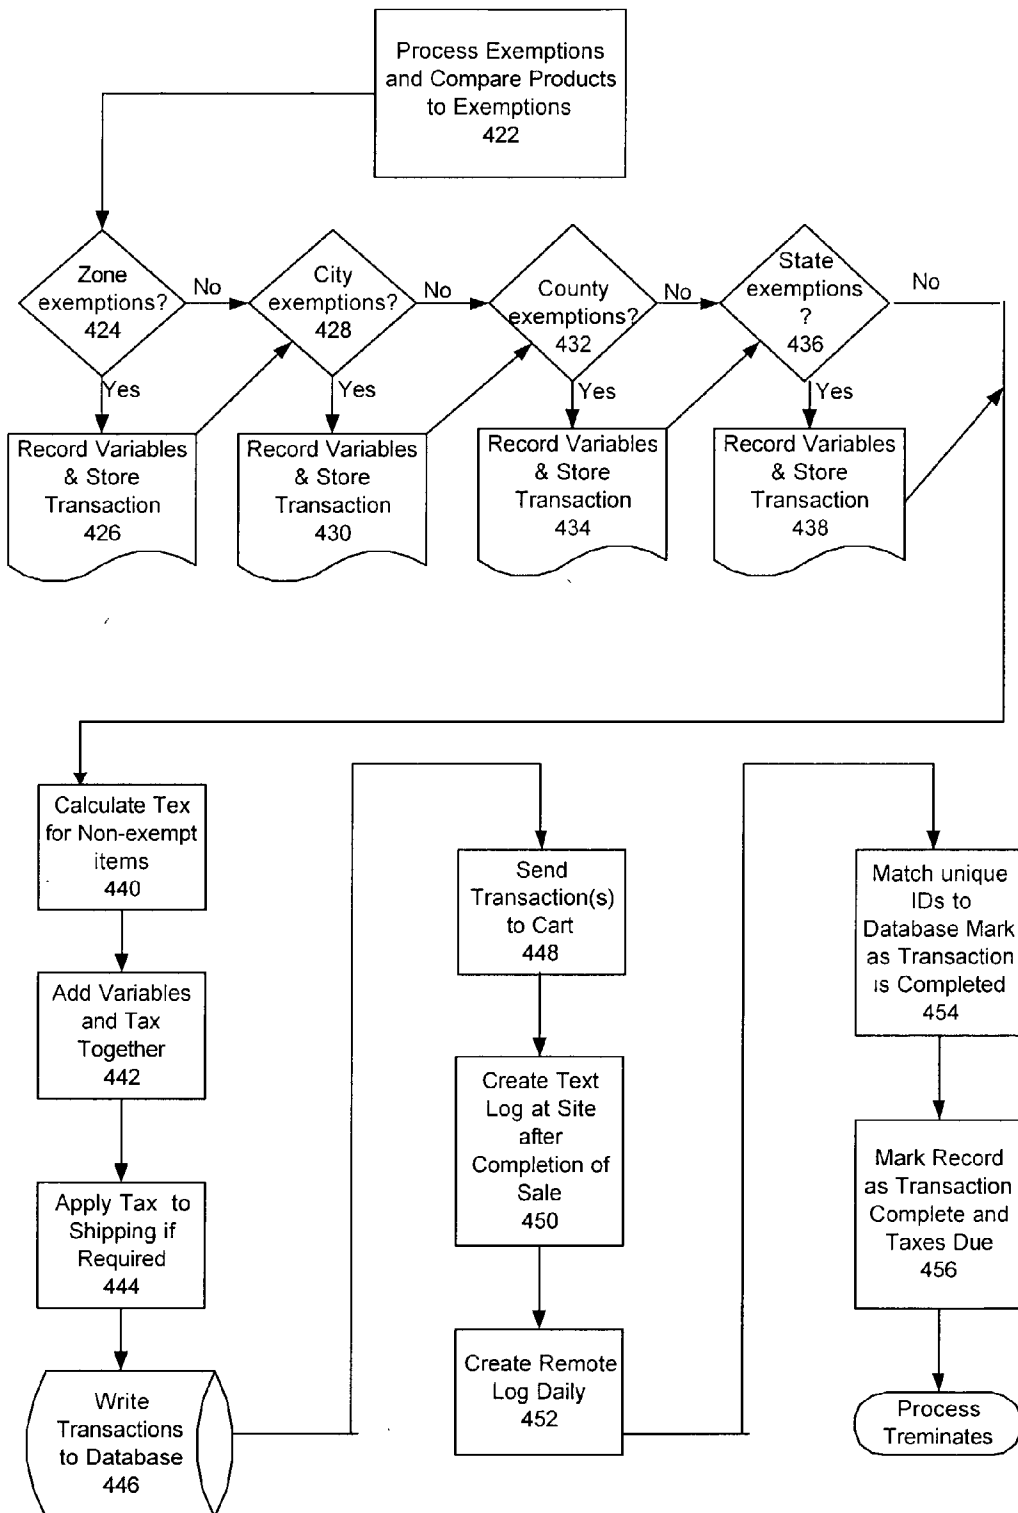 Process Exemptions
and Compare Products
to Exemptions
422
Zone
exemptions?
424
No
City
exemptions?
428
No
County
exemptions?
432
No
State
exemptions
?
436
No
Yes
Yes
Yes
Yes
Record Variables
& Store
Transaction
426
Record Variables
& Store
Transaction
430
Record Variables
& Store
Transaction
434
Record Variables
& Store
Transaction
438
Calculate Tex
for Non-exempt
items
440
Add Variables
and Tax
Together
442
Apply Tax to
Shipping if
Required
444
Write
Transactions
to Database
446
Send
Transaction(s)
to Cart
448
Create Text
Log at Site
after
Completion of
Sale
450
Create Remote
Log Daily
452
Match unique
IDs to
Database Mark
as Transaction
is Completed
454
Mark Record
as Transaction
Complete and
Taxes Due
456
Process
Treminates